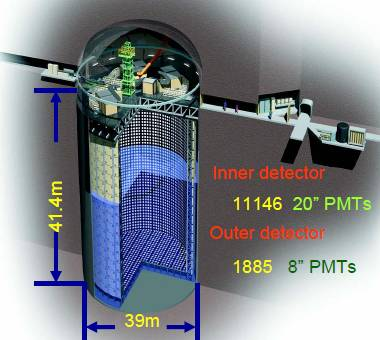 41.4m
Inner detector
11146 20" PMTs
Outer detector
1885 8" PMTs
39m